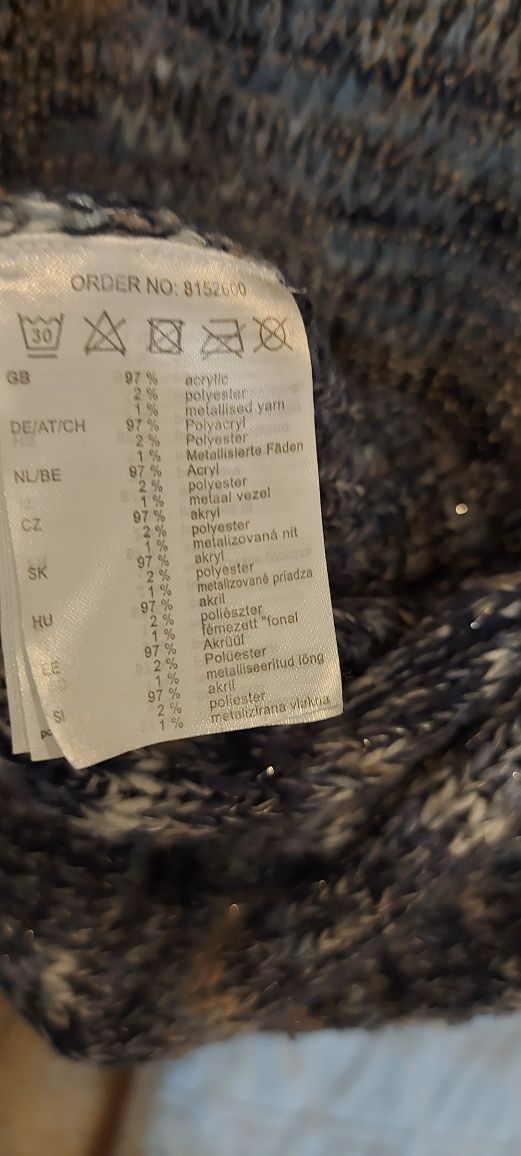 ORDER NO: 8152600
30
GB 97 % acrylic
2 % polyester
1 % metallised yarn
DE/AT/CH 97 % Polyacryl
2 % Polyester
1 % Metallisierte Fäden
NL/BE 97 % Acryl
2 % polyester
1 % metaal vezel
CZ 97 % akryl
2 % polyester
1 % metalizovaná nit
SK 97 % akryl
2 % polyester
1 % metalizované priadza
HU 97 % akril
2 % poliészter
1 % fémezett "fonal
EE 97 % Akrüül
2 % Polüester
1 % metalliseeritud lõng
SI 97 % akril
2 % poliester
1 % metalizirana vlakna